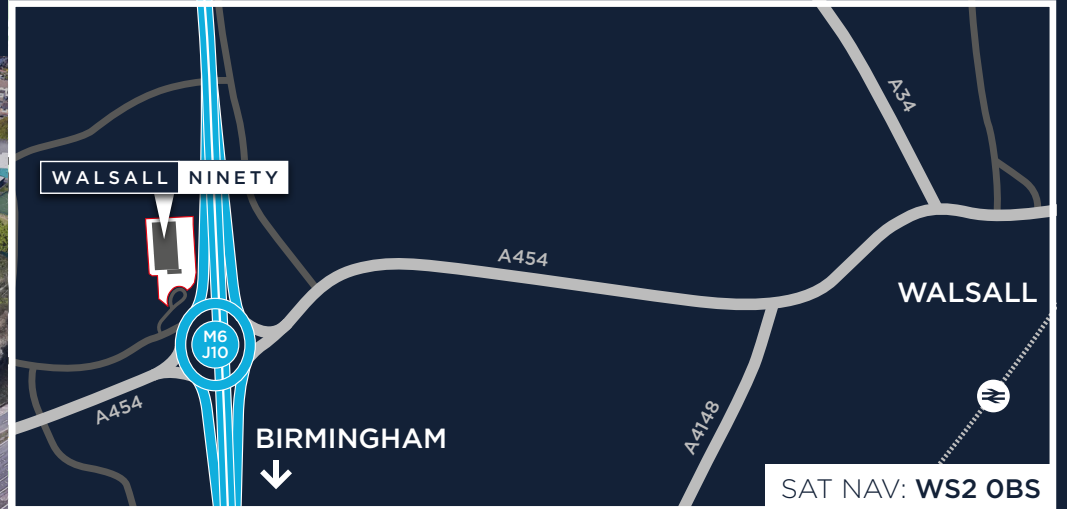 A34
WALSALL NINETY
A454
WALSALL
M6
J10
A454
A4148
BIRMINGHAM
SAT NAV: WS2 0BS